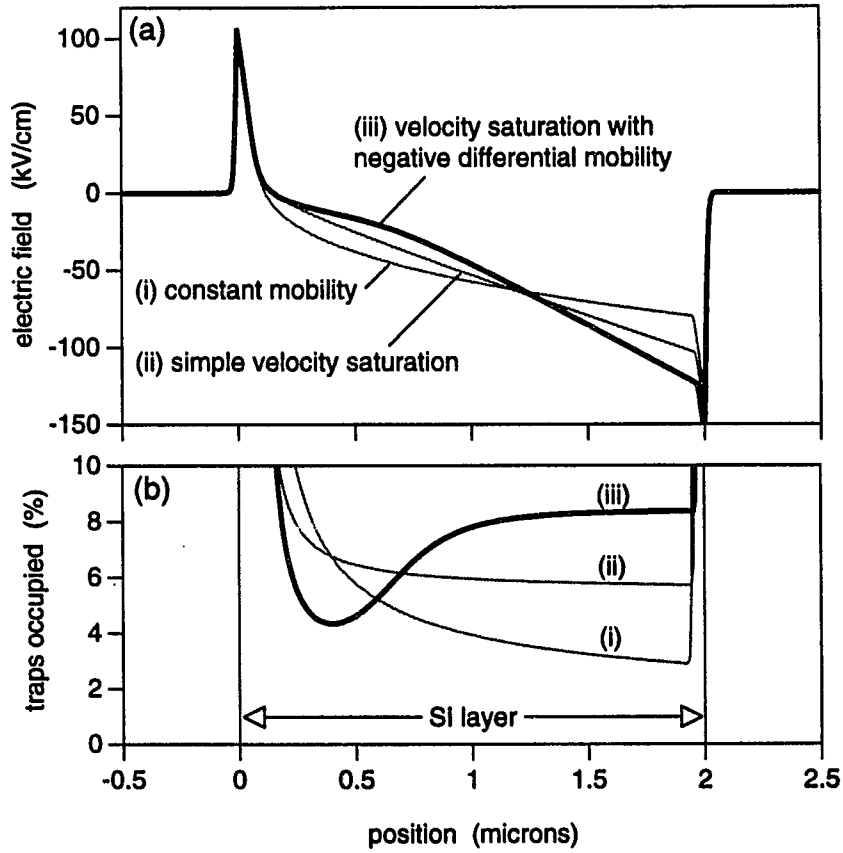 (a)
100
50
0
-50
-100
-150
electric field (kV/cm)
(iii) velocity saturation with
negative differential mobility
(i) constant mobility
(ii) simple velocity saturation
(b)
10
8
6
4
2
0
traps occupied (%)
(iii)
(ii)
(i)
Si layer
-0.5 0 0.5 1 1.5 2 2.5
position (microns)